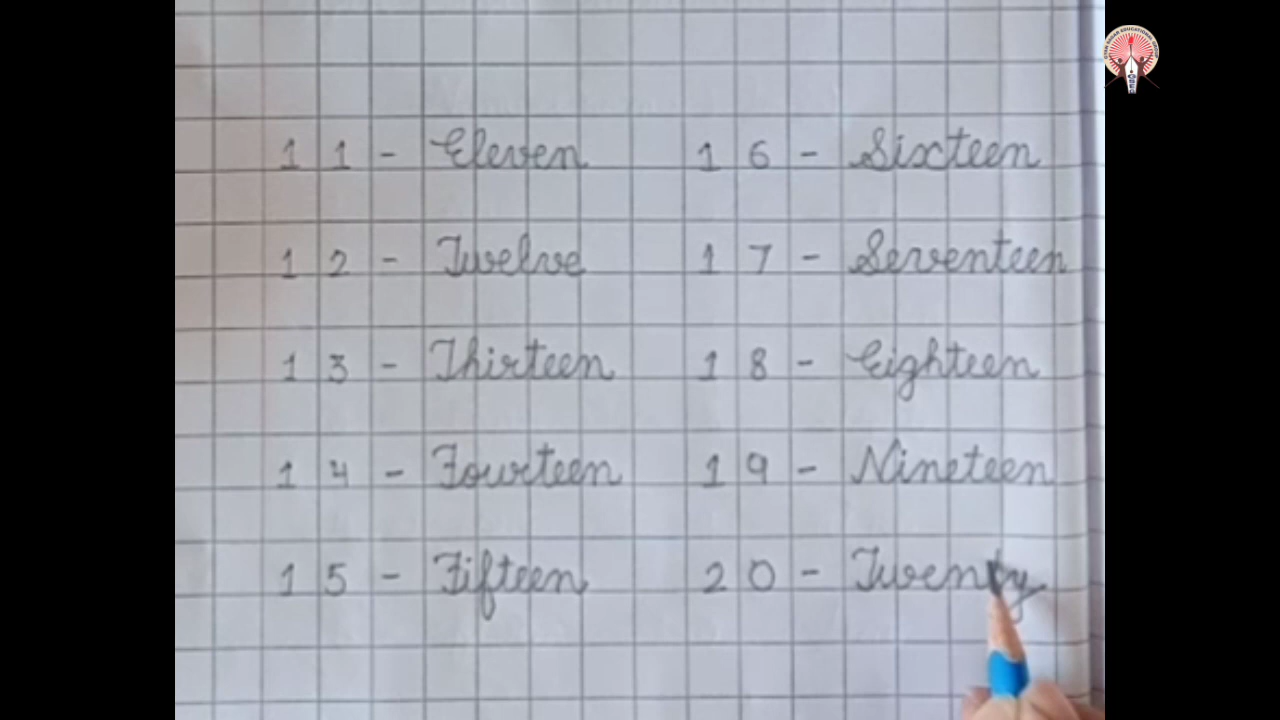 11 - Eleven
12 - Twelve
13 - Thirteen
14 - Fourteen
15 - Fifteen
16 - Sixteen
17 - Seventeen
18 - Eighteen
19 - Nineteen
20 - Twenty